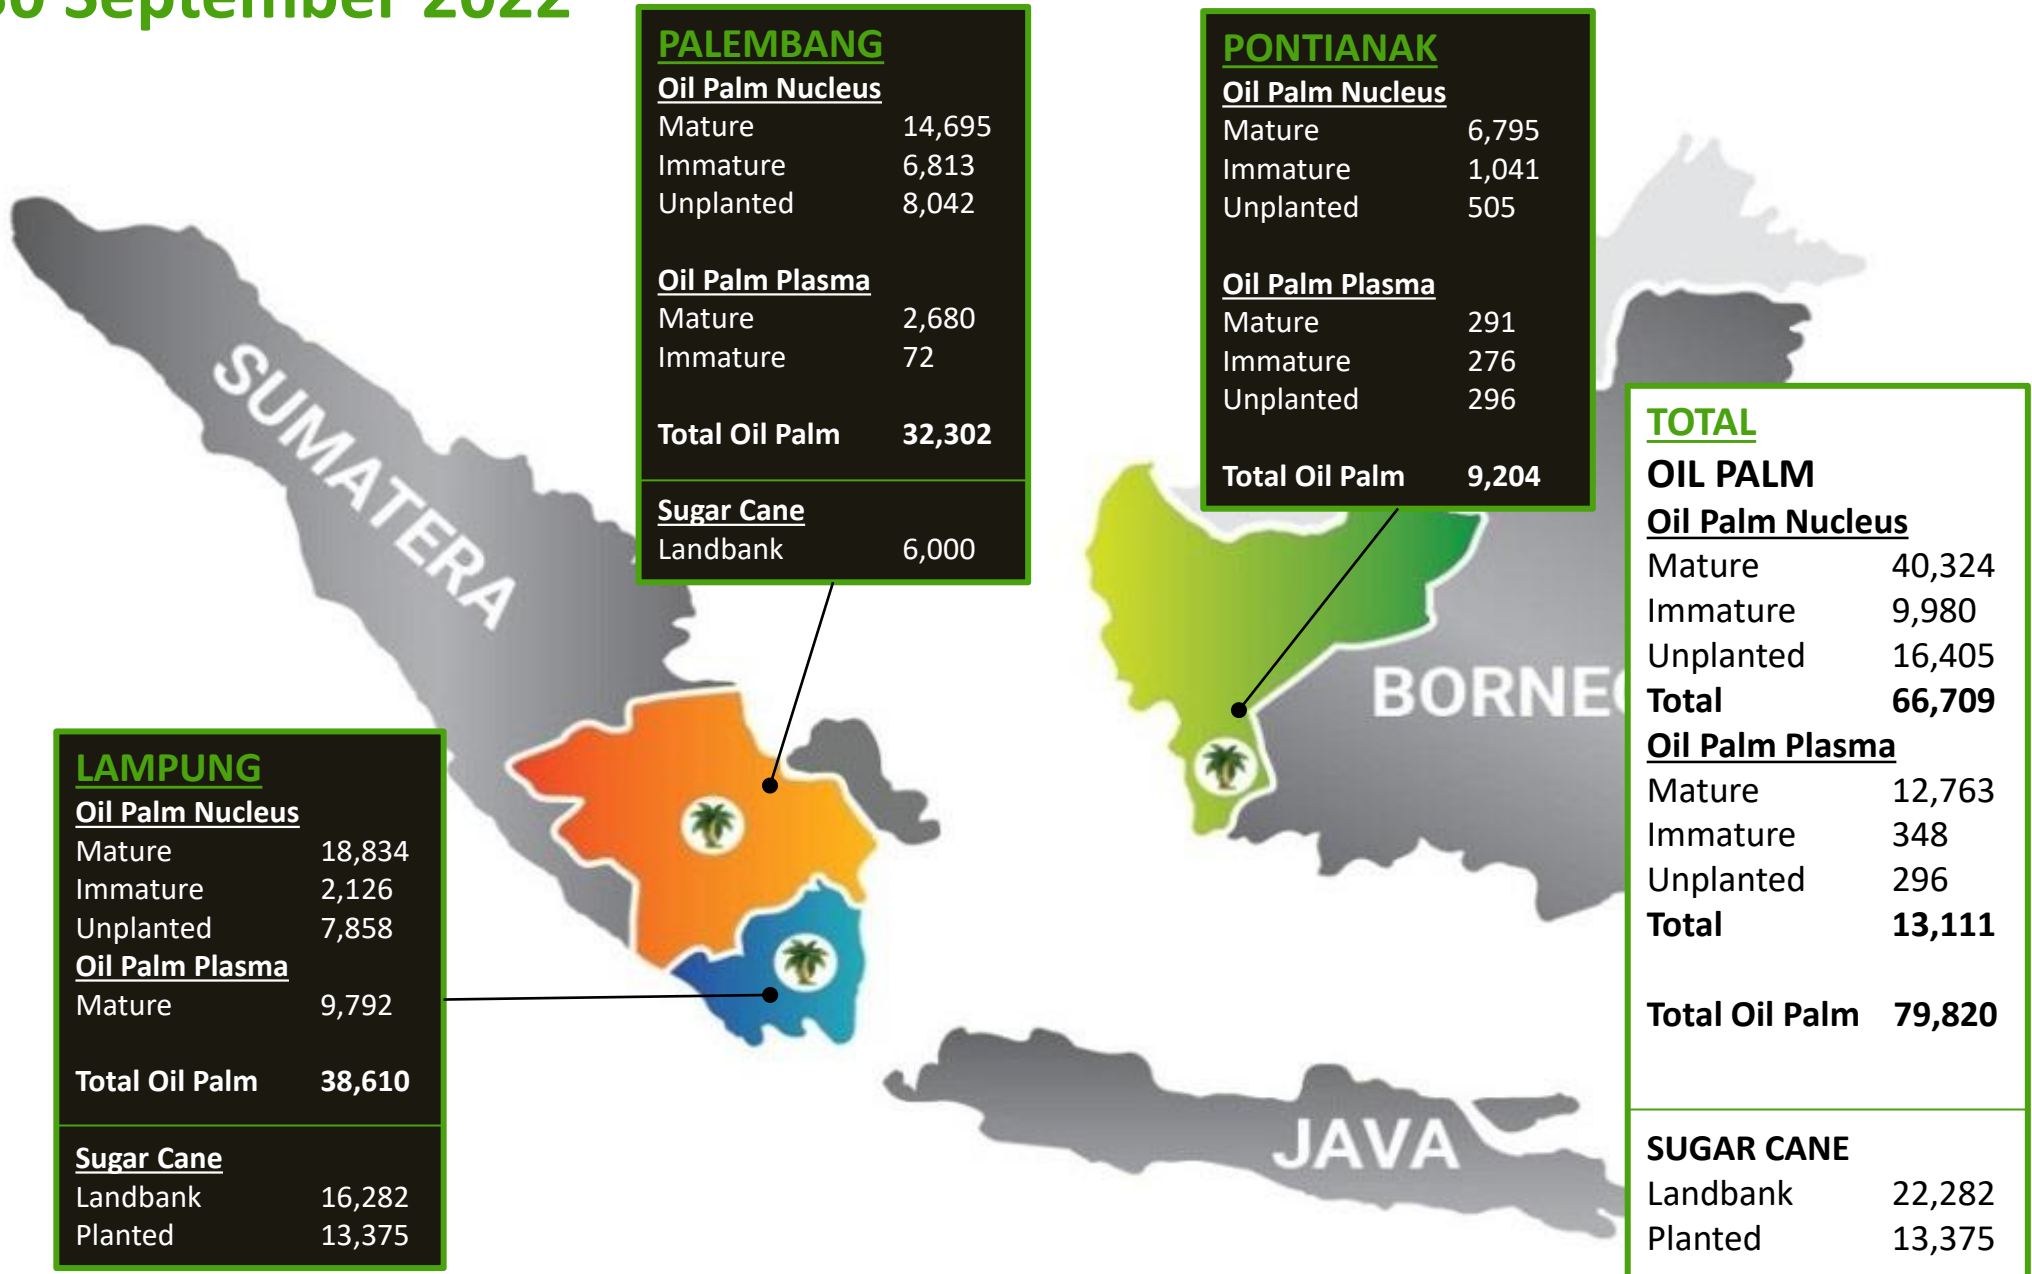 30 September 2022
PALEMBANG
Oil Palm Nucleus
Mature 14,695
Immature 6,813
Unplanted 8,042
Oil Palm Plasma
Mature 2,680
Immature 72
Total Oil Palm 32,302
Sugar Cane
Landbank 6,000
PONTIANAK
Oil Palm Nucleus
Mature 6,795
Immature 1,041
Unplanted 505
Oil Palm Plasma
Mature 291
Immature 276
Unplanted 296
Total Oil Palm 9,204
SUMATERA
BORNEO
JAVA
LAMPUNG
Oil Palm Nucleus
Mature 18,834
Immature 2,126
Unplanted 7,858
Oil Palm Plasma
Mature 9,792
Total Oil Palm 38,610
Sugar Cane
Landbank 16,282
Planted 13,375
TOTAL
OIL PALM
Oil Palm Nucleus
Mature 40,324
Immature 9,980
Unplanted 16,405
Total 66,709
Oil Palm Plasma
Mature 12,763
Immature 348
Unplanted 296
Total 13,111
Total Oil Palm 79,820
SUGAR CANE
Landbank 22,282
Planted 13,375